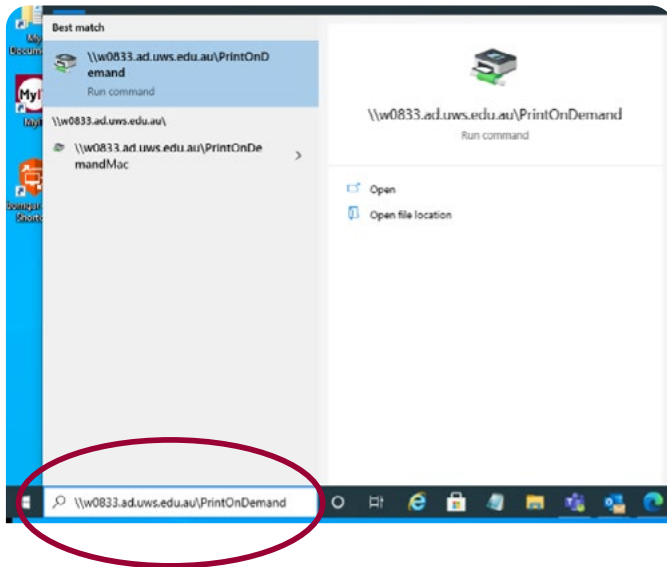 My
Best match
\\w0833.ad.uws.edu.au\PrintOnD
emand
Run command
MyI
\\w0833.ad.uws.edu.au\
\\w0833.ad.uws.edu.au\PrintOnDe
mandMac
\\w0833.ad.uws.edu.au\PrintOnDemand
Run command
Open
Open file location
\\w0833.ad.uws.edu.au\PrintOnDemand